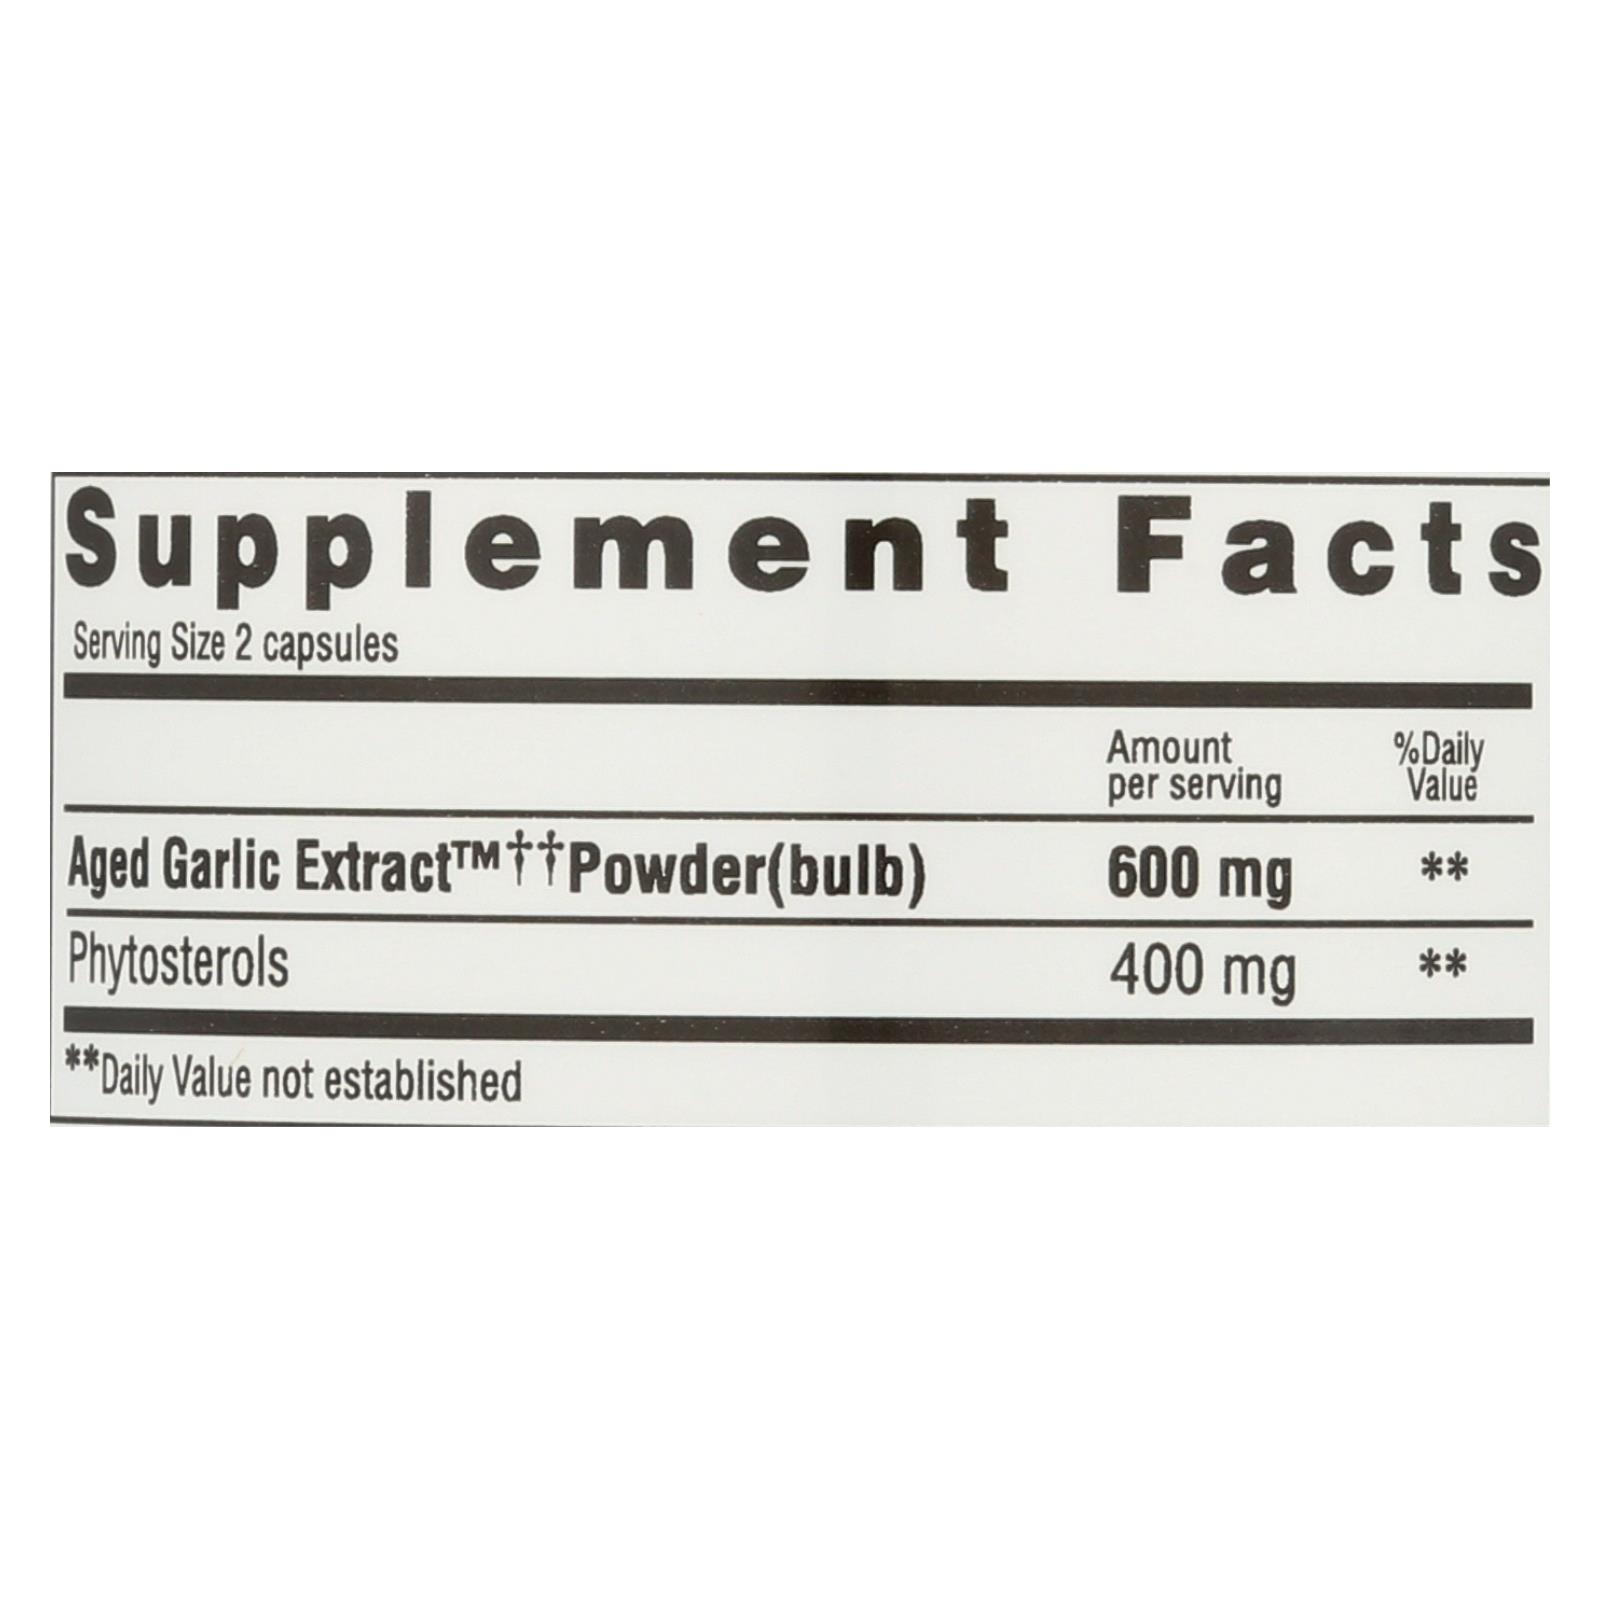 Supplement Facts
Serving Size 2 capsules
Amount per serving %Daily Value
Aged Garlic Extract™††Powder(bulb) 600 mg **
Phytosterols 400 mg **
**Daily Value not established